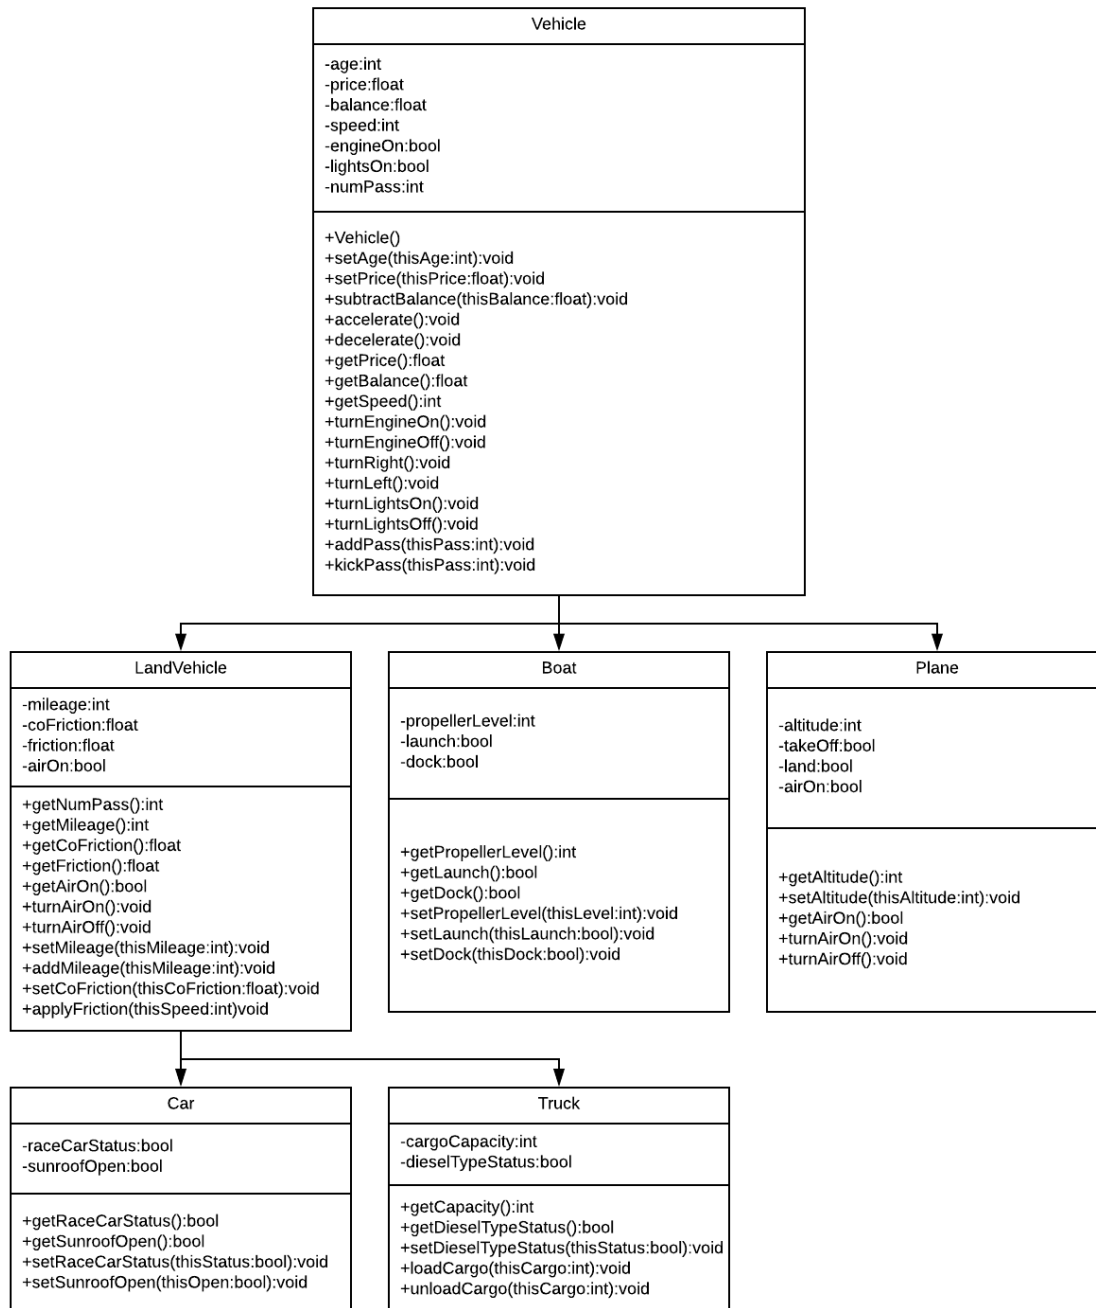 Vehicle
-age:int
-price:float
-balance:float
-speed:int
-engineOn:bool
-lightsOn:bool
-numPass:int
+Vehicle()
+setAge(thisAge:int):void
+setPrice(thisPrice:float):void
+subtractBalance(thisBalance:float):void
+accelerate():void
+decelerate():void
+getPrice():float
+getBalance():float
+getSpeed():int
+turnEngineOn():void
+turnEngineOff():void
+turnRight():void
+turnLeft():void
+turnLightsOn():void
+turnLightsOff():void
+addPass(thisPass:int):void
+kickPass(thisPass:int):void
LandVehicle
-mileage:int
-coFriction:float
-friction:float
-airOn:bool
+getNumPass():int
+getMileage():int
+getCoFriction():float
+getFriction():float
+getAirOn():bool
+turnAirOn():void
+turnAirOff():void
+setMileage(thisMileage:int):void
+addMileage(thisMileage:int):void
+setCoFriction(thisCoFriction:float):void
+applyFriction(thisSpeed:int)void
Boat
-propellerLevel:int
-launch:bool
-dock:bool
+getPropellerLevel():int
+getLaunch():bool
+getDock():bool
+setPropellerLevel(thisLevel:int):void
+setLaunch(thisLaunch:bool):void
+setDock(thisDock:bool):void
Plane
-altitude:int
-takeOff:bool
-land:bool
-airOn:bool
+getAltitude():int
+setAltitude(thisAltitude:int):void
+getAirOn():bool
+turnAirOn():void
+turnAirOff():void
Car
-raceCarStatus:bool
-sunroofOpen:bool
+getRaceCarStatus():bool
+getSunroofOpen():bool
+setRaceCarStatus(thisStatus:bool):void
+setSunroofOpen(thisOpen:bool):void
Truck
-cargoCapacity:int
-dieselTypeStatus:bool
+getCapacity():int
+getDieselTypeStatus():bool
+setDieselTypeStatus(thisStatus:bool):void
+loadCargo(thisCargo:int):void
+unloadCargo(thisCargo:int):void